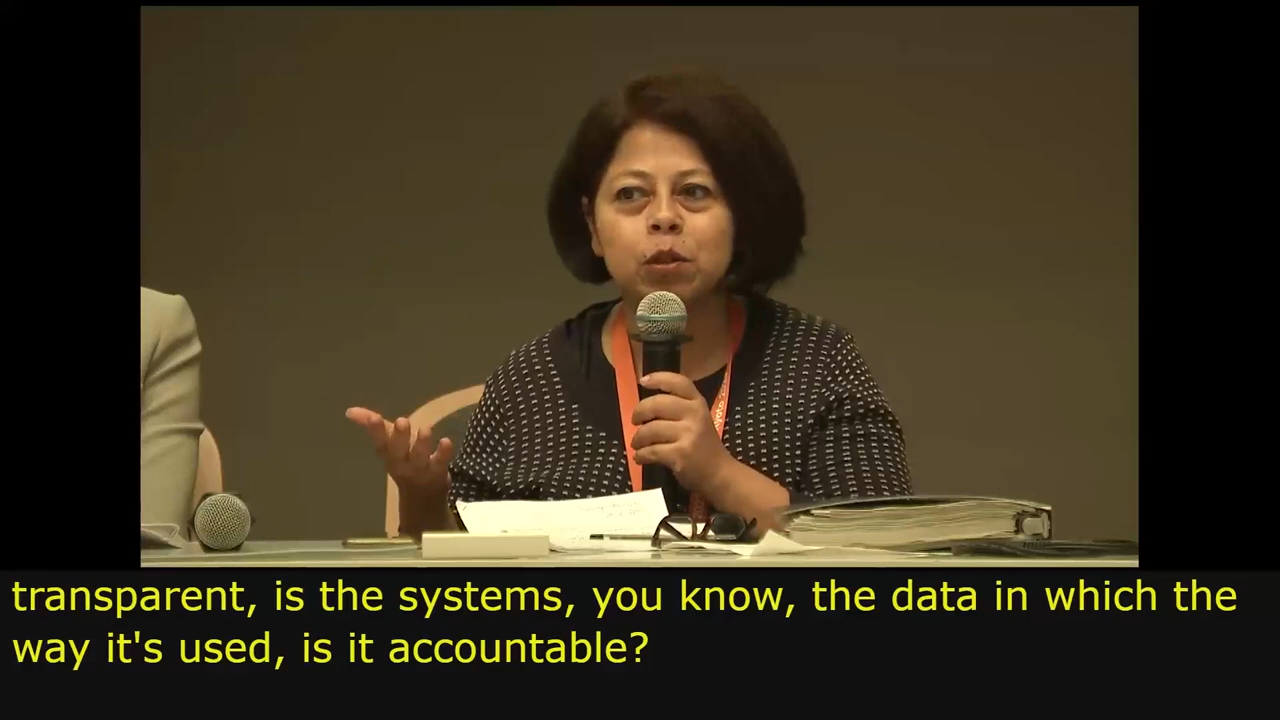 transparent, is the systems, you know, the data in which the
way it's used, is it accountable?